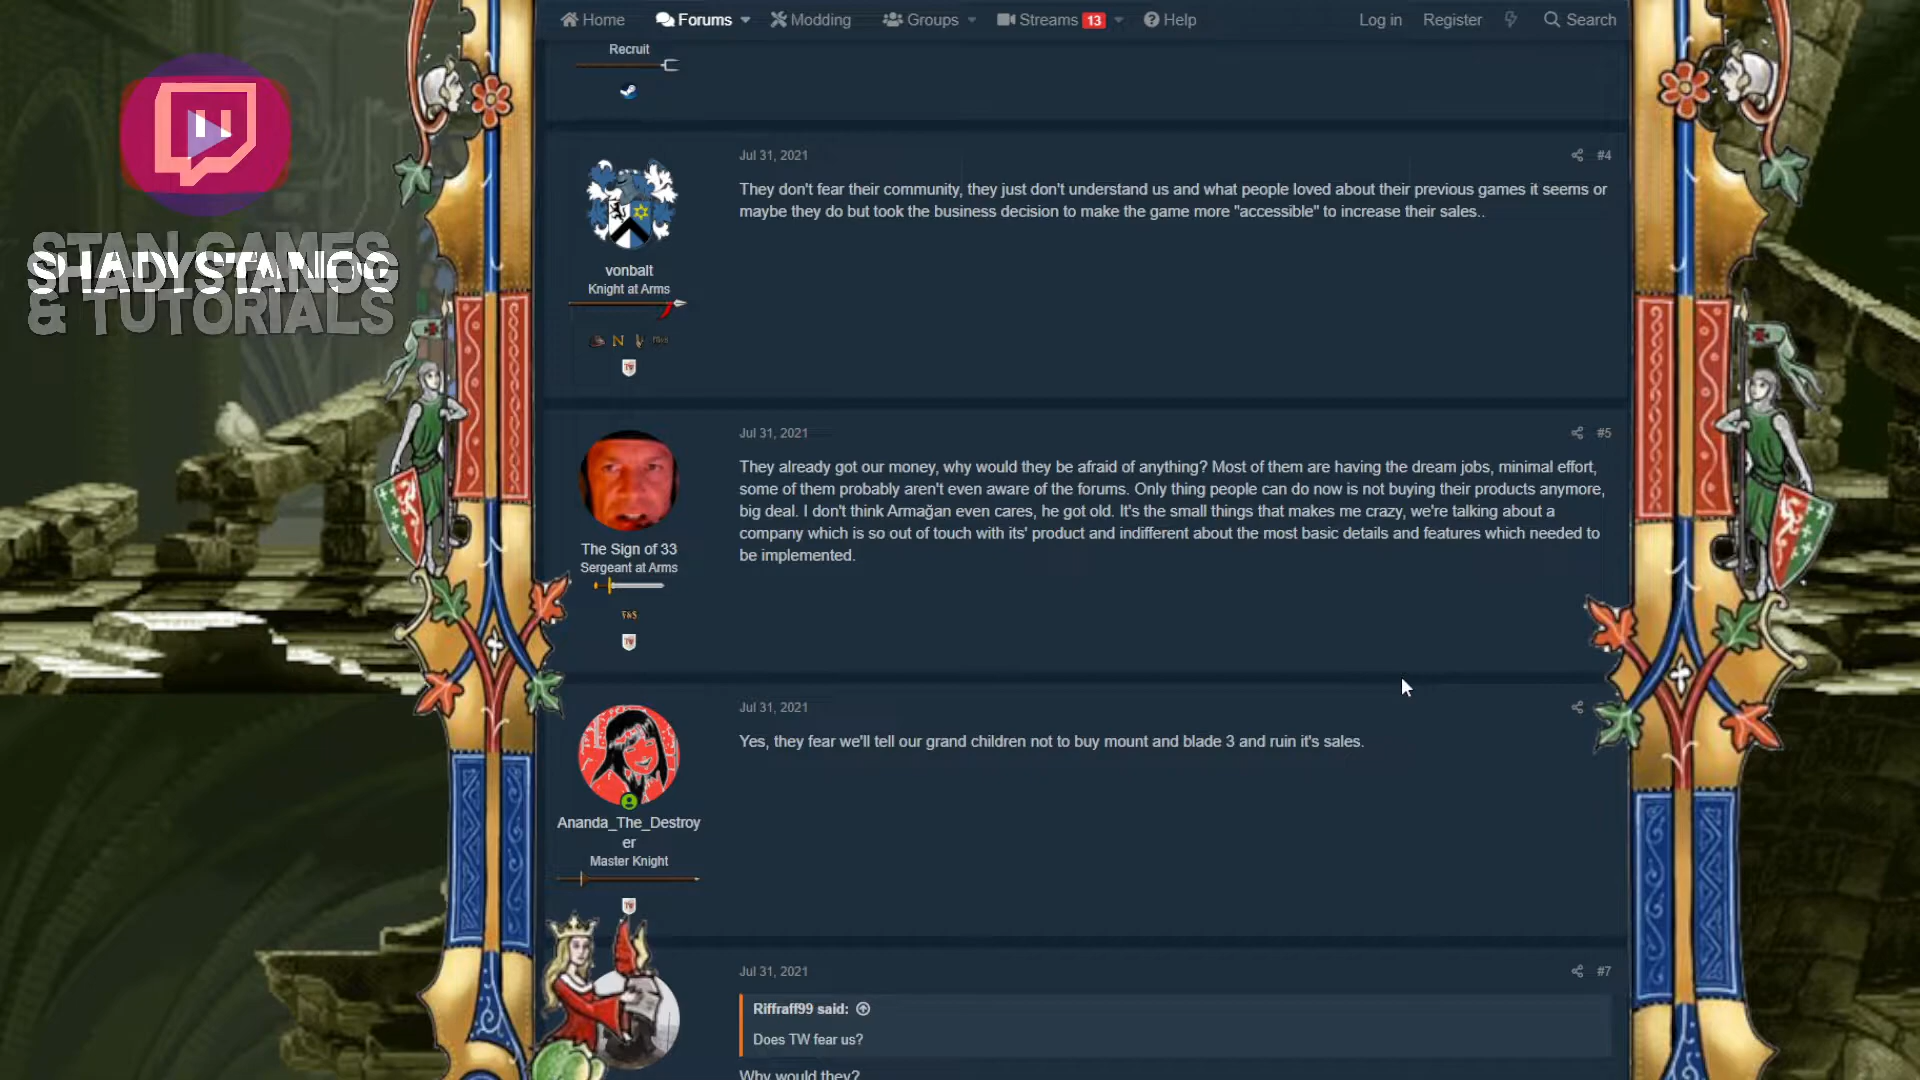 Home
Forums
Modding
Groups
Streams 13
Help
Log in
Register
Search
STAN GAMES
SHADYSTANGG
& TUTORIALS
Recruit
Jul 31, 2021
#4
They don't fear their community, they just don't understand us and what people loved about their previous games it seems or
maybe they do but took the business decision to make the game more "accessible" to increase their sales..
vonbalt
Knight at Arms
N
TW
Jul 31, 2021
#5
They already got our money, why would they be afraid of anything? Most of them are having the dream jobs, minimal effort,
some of them probably aren't even aware of the forums. Only thing people can do now is not buying their products anymore,
big deal. I don't think Armağan even cares, he got old. It's the small things that makes me crazy, we're talking about a
company which is so out of touch with its' product and indifferent about the most basic details and features which needed to
be implemented.
The Sign of 33
Sergeant at Arms
F&S
TW
Jul 31, 2021
Yes, they fear we'll tell our grand children not to buy mount and blade 3 and ruin it's sales.
Ananda_The_Destroy
er
Master Knight
TW
Jul 31, 2021
#7
Riffraff99 said:
Does TW fear us?
Why would they?